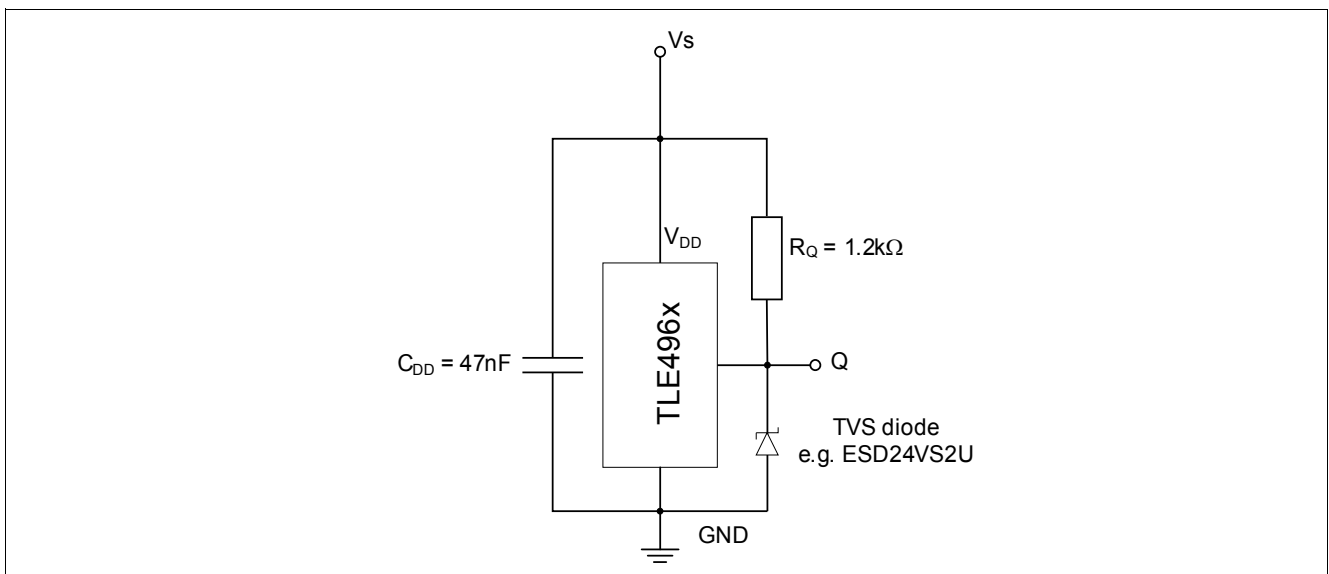 Vs
V_DD
R_Q = 1.2kΩ
TLE496x
C_DD = 47nF
Q
TVS diode
e.g. ESD24VS2U
GND